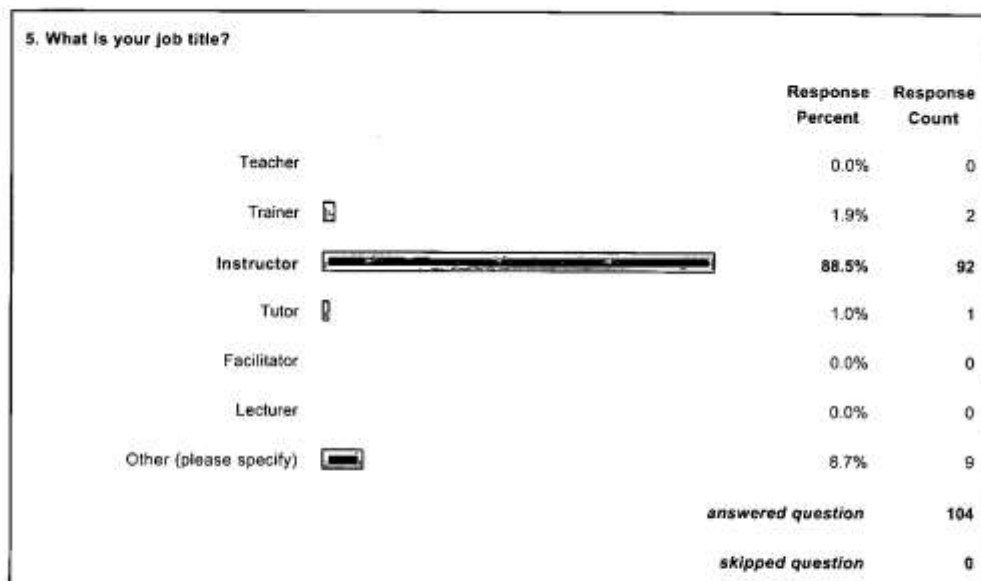 5. What is your job title?
Response Percent Response Count
Teacher 0.0% 0
Trainer 1.9% 2
Instructor 88.5% 92
Tutor 1.0% 1
Facilitator 0.0% 0
Lecturer 0.0% 0
Other (please specify) 8.7% 9
answered question 104
skipped question 0